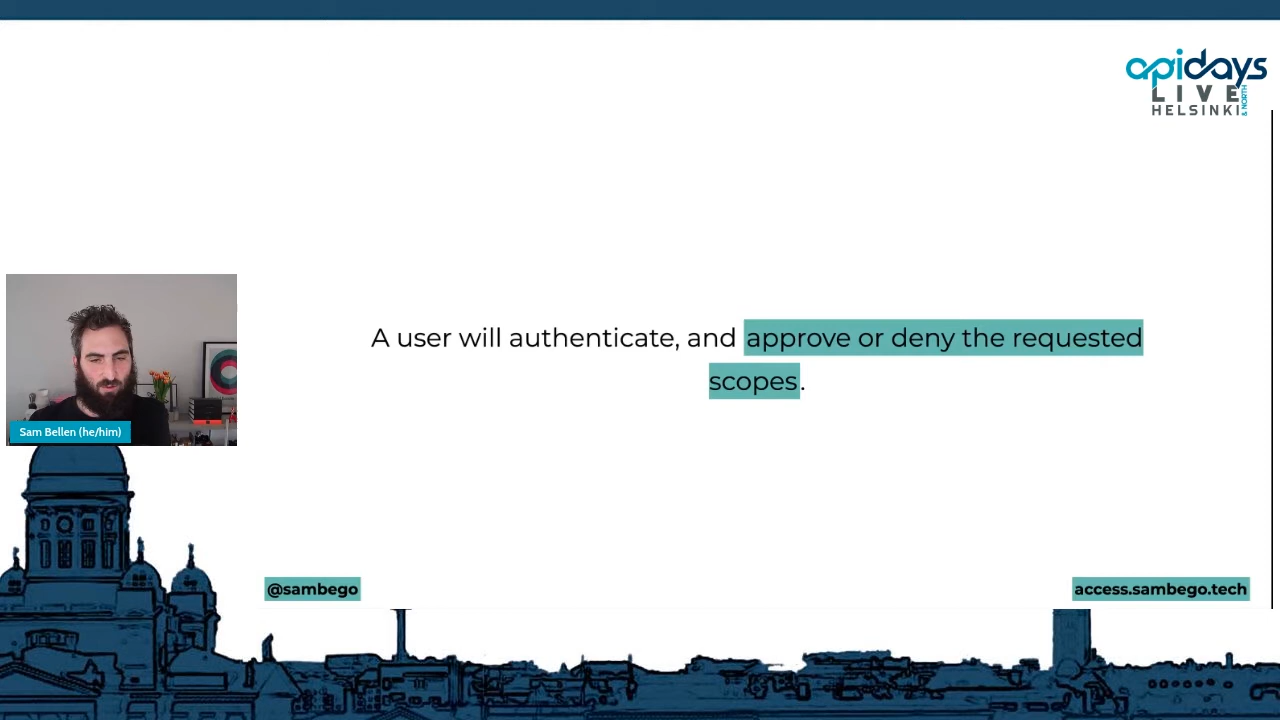 apidays
LIVE
HELSINKI
& NORTH
A user will authenticate, and approve or deny the requested
scopes.
Sam Bellen (he/him)
@sambego
access.sambego.tech